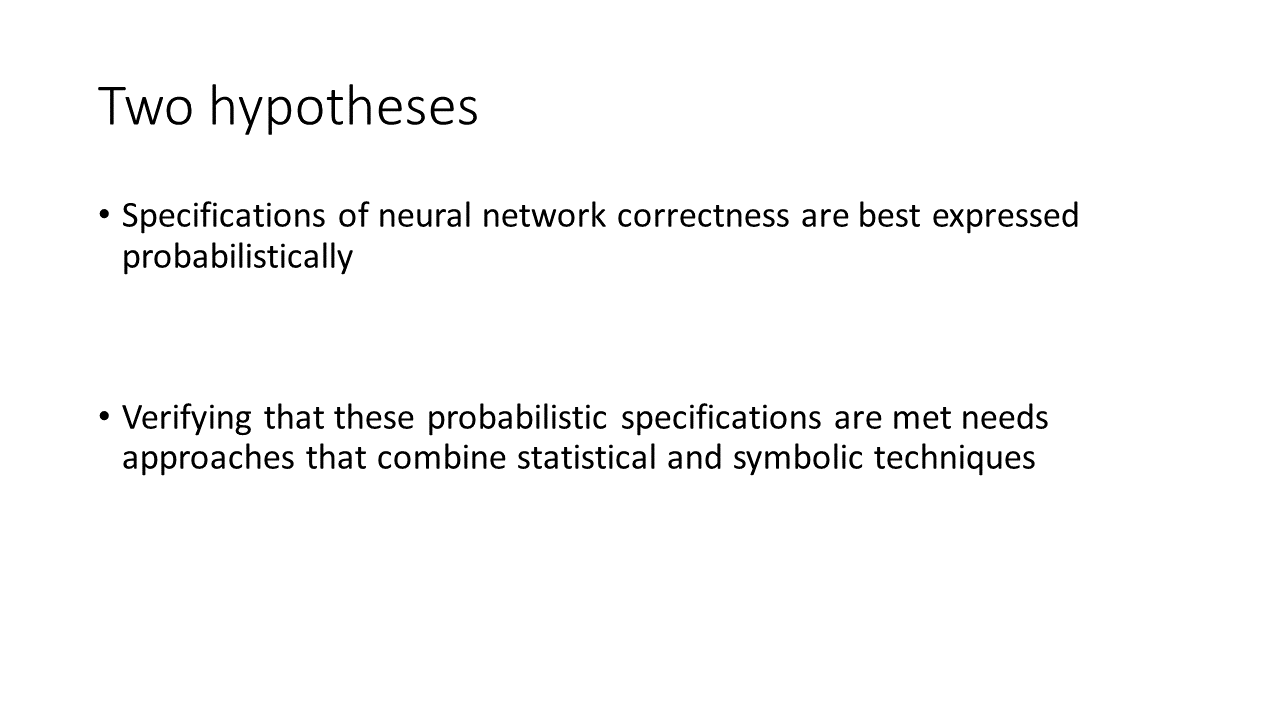 Two hypotheses
• Specifications of neural network correctness are best expressed
probabilistically
• Verifying that these probabilistic specifications are met needs
approaches that combine statistical and symbolic techniques